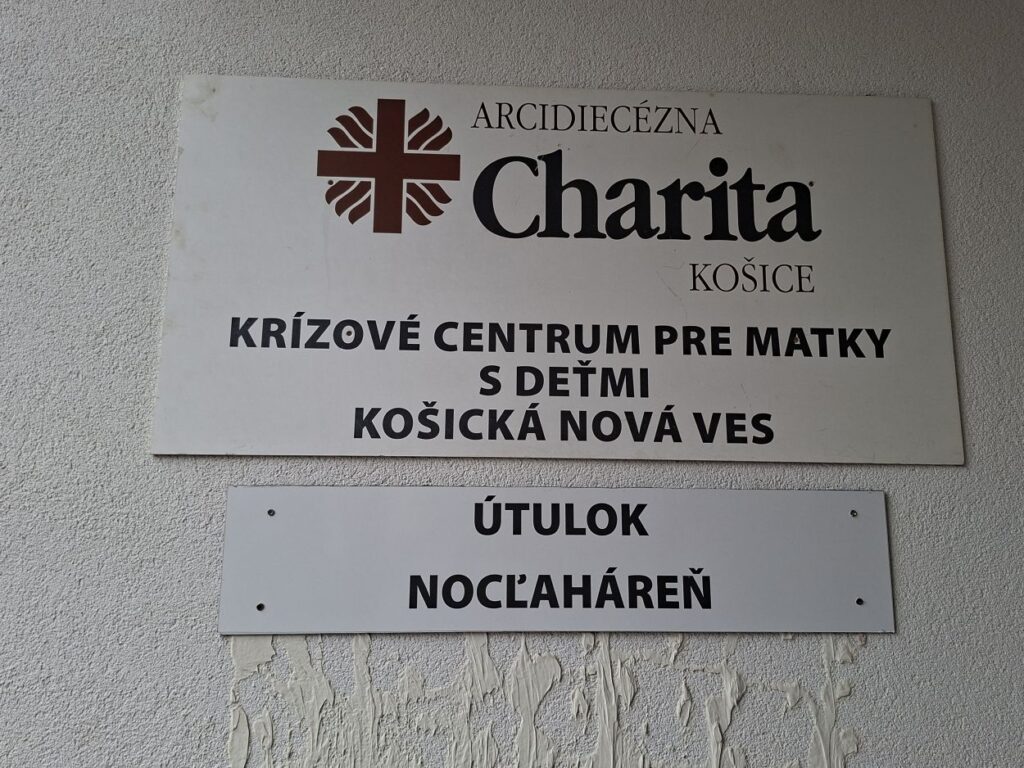 ARCIDIECÉZNA
Charita
KOŠICE
KRÍZOVÉ CENTRUM PRE MATKY
S DEŤMI
KOŠICKÁ NOVÁ VES
ÚTULOK
NOCĽAHÁREŇ